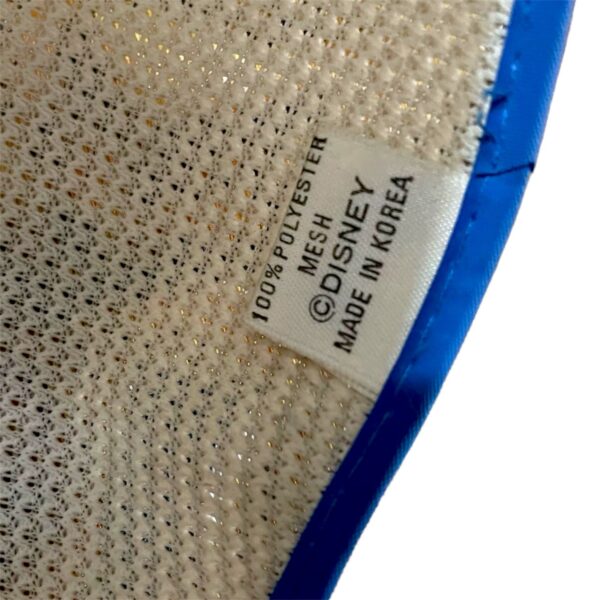 100% POLYESTER
MESH
©DISNEY
MADE IN KOREA